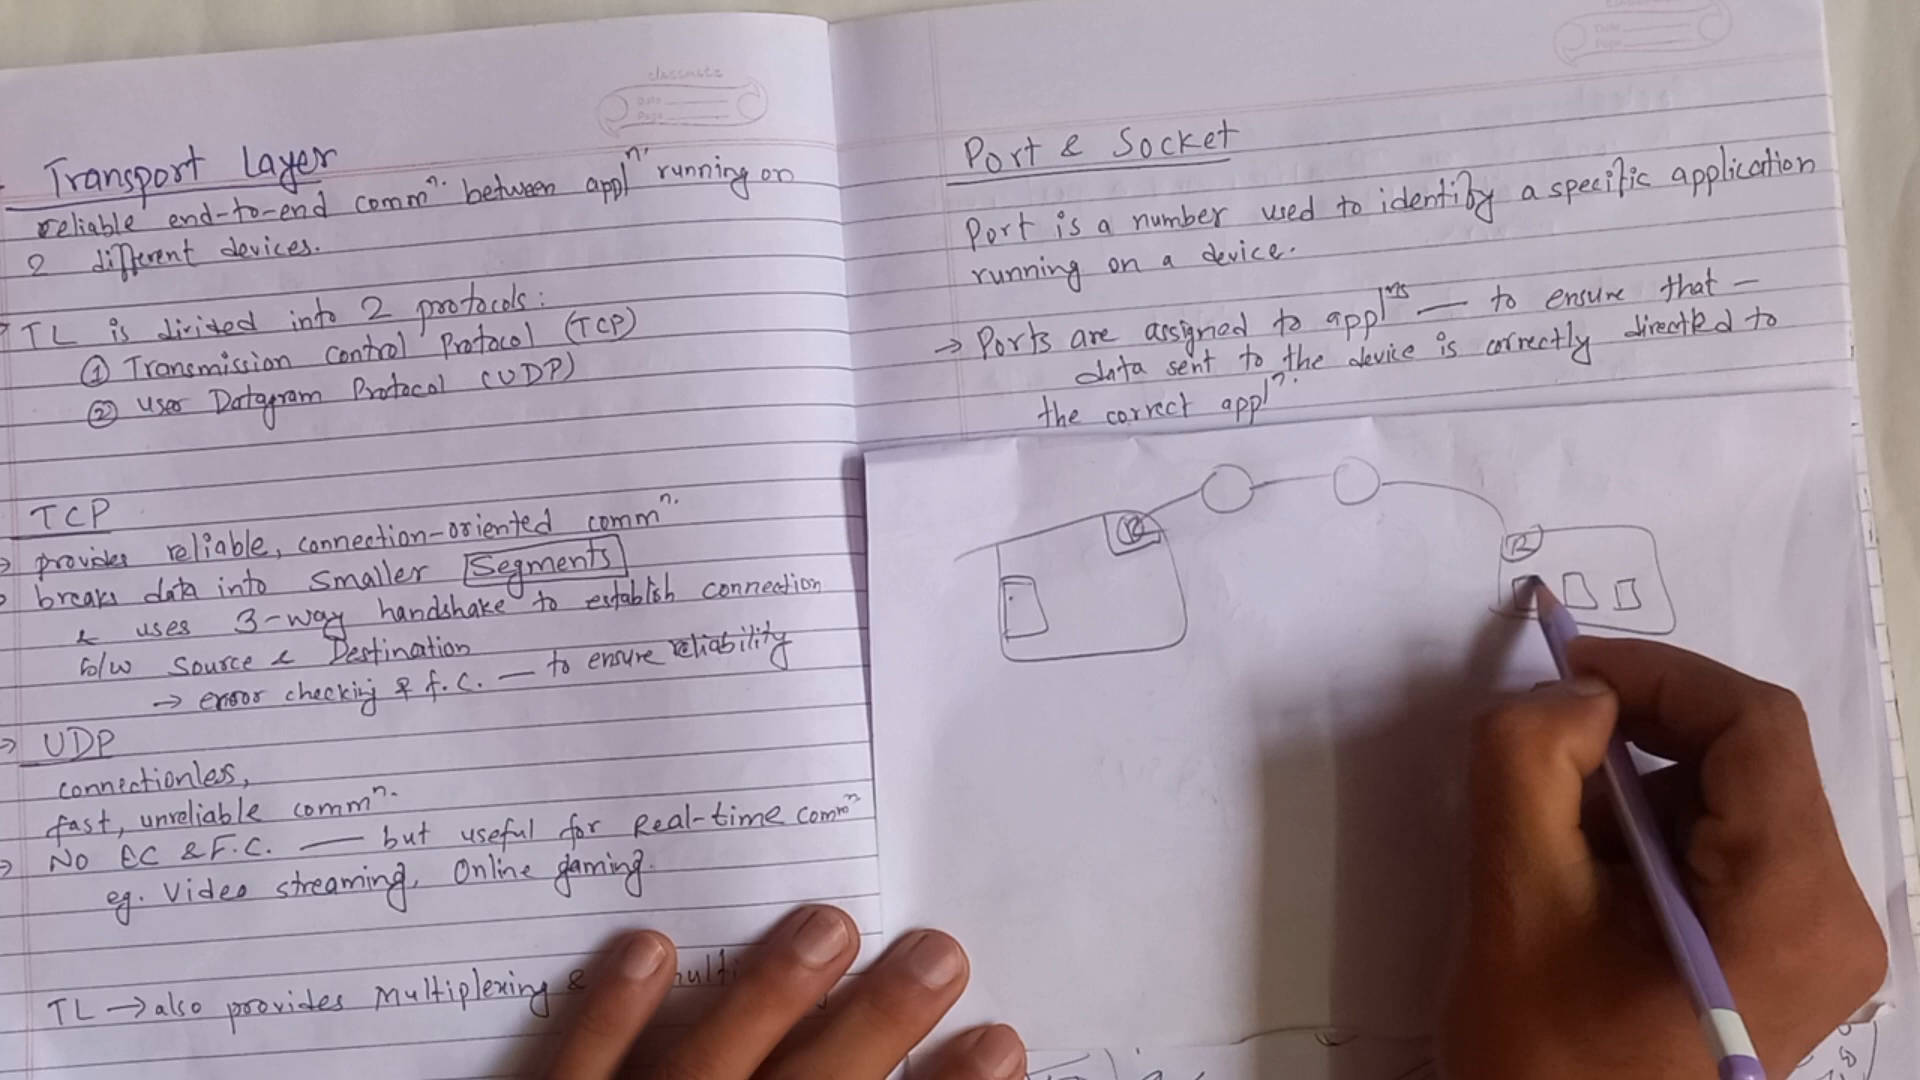 classmate
Date
Page
Transport Layer
reliable end-to-end commⁿ. between applⁿ. running on
2 different devices.
TL is divided into 2 protocols:
① Transmission Control Protocol (TCP)
② User Datagram Protocol (UDP)
TCP
→ provides reliable, connection-oriented commⁿ.
→ breaks data into smaller Segments
& uses 3-way handshake to establish connection
b/w Source & Destination
→ error checking & f.c. — to ensure reliability
→ UDP
connectionless,
fast, unreliable commⁿ.
→ No EC & F.C. — but useful for Real-time commⁿ
eg. Video streaming, Online gaming.
TL → also provides Multiplexing &
Date
Page
Port & Socket
Port is a number used to identify a specific application
running on a device.
→ Ports are assigned to applⁿˢ — to ensure that –
data sent to the device is correctly directed to
the correct applⁿ.
R
R